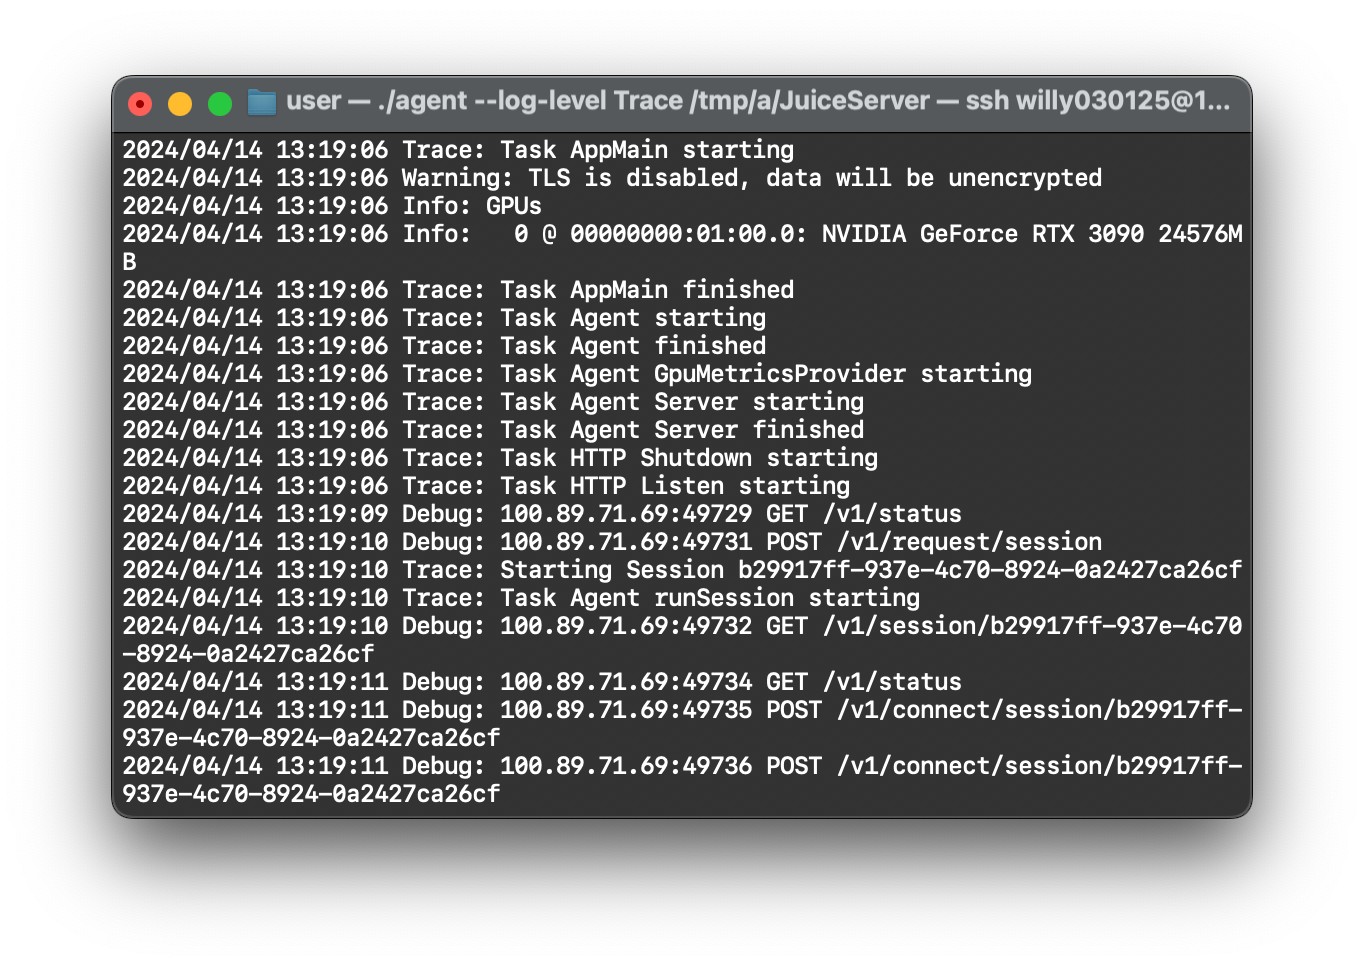 user — ./agent --log-level Trace /tmp/a/JuiceServer — ssh willy030125@1...
2024/04/14 13:19:06 Trace: Task AppMain starting
2024/04/14 13:19:06 Warning: TLS is disabled, data will be unencrypted
2024/04/14 13:19:06 Info: GPUs
2024/04/14 13:19:06 Info:   0 @ 00000000:01:00.0: NVIDIA GeForce RTX 3090 24576M
B
2024/04/14 13:19:06 Trace: Task AppMain finished
2024/04/14 13:19:06 Trace: Task Agent starting
2024/04/14 13:19:06 Trace: Task Agent finished
2024/04/14 13:19:06 Trace: Task Agent GpuMetricsProvider starting
2024/04/14 13:19:06 Trace: Task Agent Server starting
2024/04/14 13:19:06 Trace: Task Agent Server finished
2024/04/14 13:19:06 Trace: Task HTTP Shutdown starting
2024/04/14 13:19:06 Trace: Task HTTP Listen starting
2024/04/14 13:19:09 Debug: 100.89.71.69:49729 GET /v1/status
2024/04/14 13:19:10 Debug: 100.89.71.69:49731 POST /v1/request/session
2024/04/14 13:19:10 Trace: Starting Session b29917ff-937e-4c70-8924-0a2427ca26cf
2024/04/14 13:19:10 Trace: Task Agent runSession starting
2024/04/14 13:19:10 Debug: 100.89.71.69:49732 GET /v1/session/b29917ff-937e-4c70
-8924-0a2427ca26cf
2024/04/14 13:19:11 Debug: 100.89.71.69:49734 GET /v1/status
2024/04/14 13:19:11 Debug: 100.89.71.69:49735 POST /v1/connect/session/b29917ff-
937e-4c70-8924-0a2427ca26cf
2024/04/14 13:19:11 Debug: 100.89.71.69:49736 POST /v1/connect/session/b29917ff-
937e-4c70-8924-0a2427ca26cf